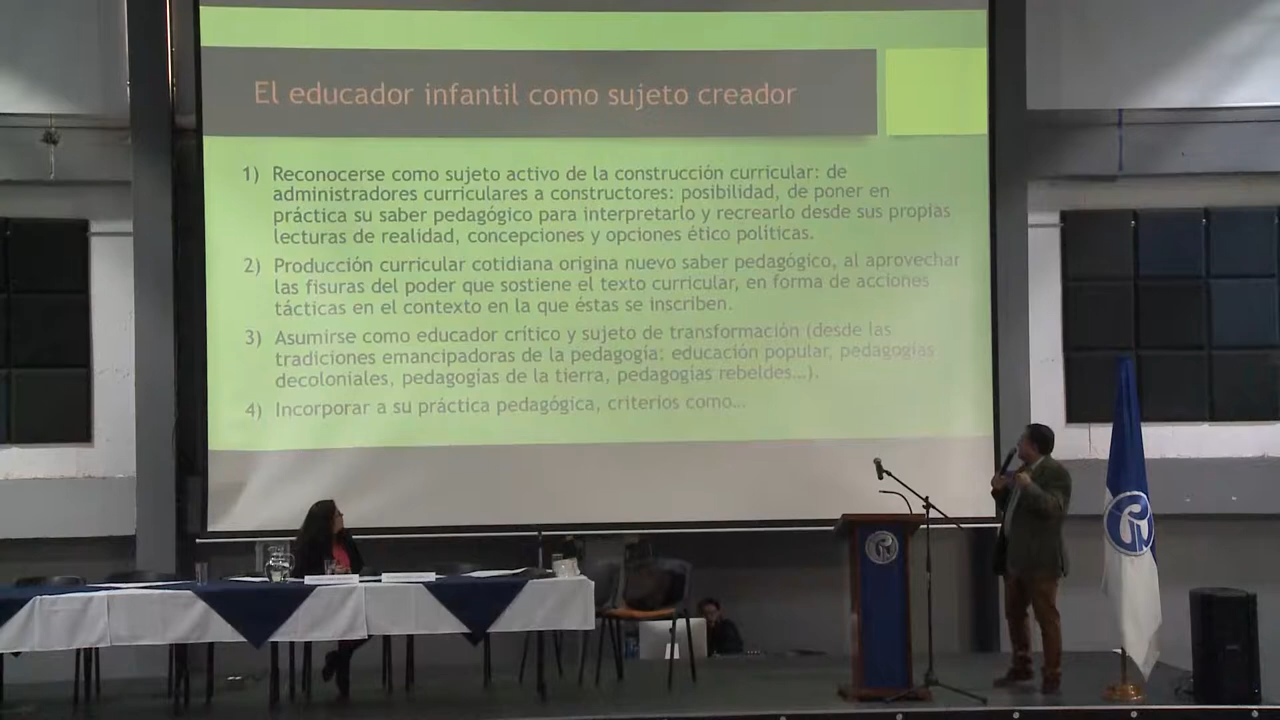 El educador infantil como sujeto creador
1) Reconocerse como sujeto activo de la construcción curricular: de
administradores curriculares a constructores: posibilidad, de poner en
práctica su saber pedagógico para interpretarlo y recrearlo desde sus propias
lecturas de realidad, concepciones y opciones ético políticas.
2) Producción curricular cotidiana origina nuevo saber pedagógico, al aprovechar
las fisuras del poder que sostiene el texto curricular, en forma de acciones
tácticas en el contexto en la que éstas se inscriben.
3) Asumirse como educador crítico y sujeto de transformación (desde las
tradiciones emancipadoras de la pedagogía: educación popular, pedagogías
decoloniales, pedagogías de la tierra, pedagogías rebeldes...).
4) Incorporar a su práctica pedagógica, criterios como...